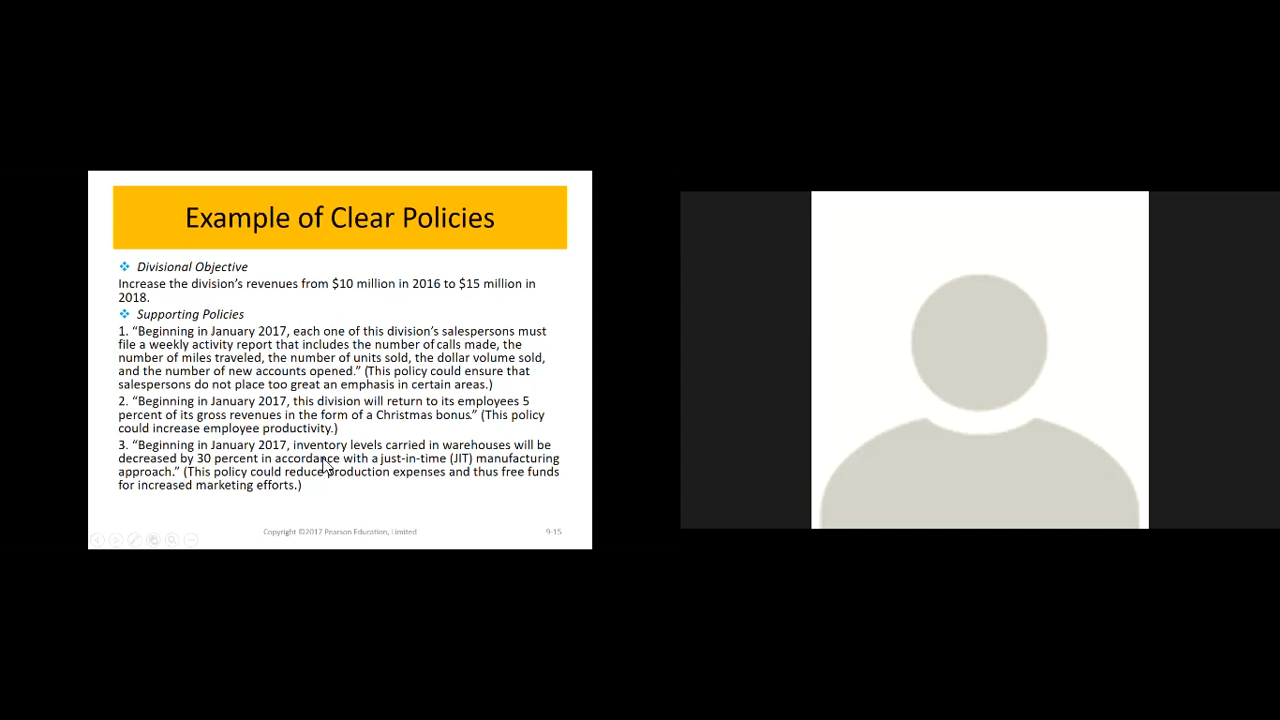 Example of Clear Policies
❖ Divisional Objective
Increase the division’s revenues from $10 million in 2016 to $15 million in
2018.
❖ Supporting Policies
1. “Beginning in January 2017, each one of this division’s salespersons must
file a weekly activity report that includes the number of calls made, the
number of miles traveled, the number of units sold, the dollar volume sold,
and the number of new accounts opened.” (This policy could ensure that
salespersons do not place too great an emphasis in certain areas.)
2. “Beginning in January 2017, this division will return to its employees 5
percent of its gross revenues in the form of a Christmas bonus.” (This policy
could increase employee productivity.)
3. “Beginning in January 2017, inventory levels carried in warehouses will be
decreased by 30 percent in accordance with a just-in-time (JIT) manufacturing
approach.” (This policy could reduce production expenses and thus free funds
for increased marketing efforts.)
Copyright ©2017 Pearson Education, Limited
9-15